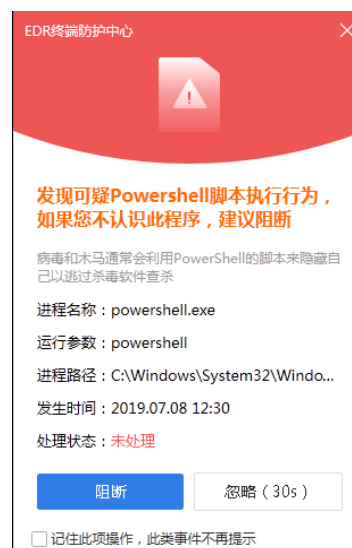 EDR终端防护中心
发现可疑Powershell脚本执行行为，
如果您不认识此程序，建议阻断
病毒和木马通常会利用PowerShell的脚本来隐藏自
己以逃过杀毒软件查杀
进程名称：powershell.exe
运行参数：powershell
进程路径：C:\Windows\System32\Windo...
发生时间：2019.07.08 12:30
处理状态：未处理
阻断 忽略（30s）
记住此项操作，此类事件不再提示